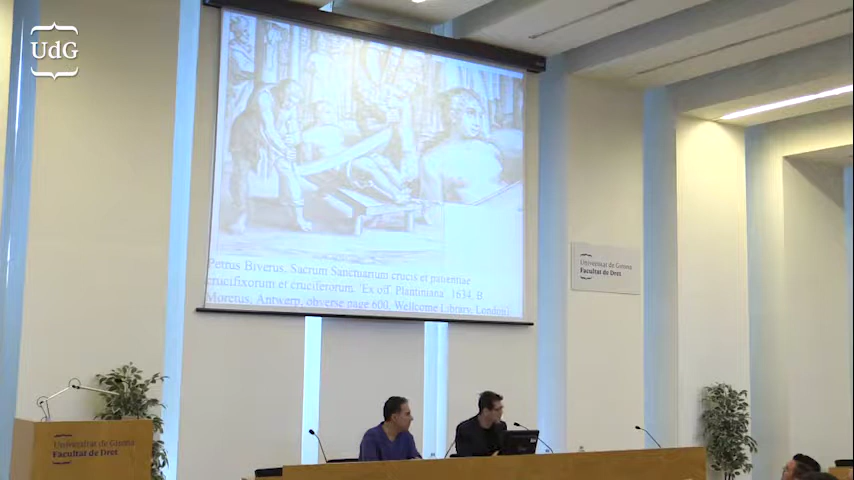 UdG
Petrus Biverus. Sacrum Sanctuarium crucis et patientiae
crucifixorum et cruciferorum. 'Ex off. Plantiniana'. 1634, B.
Moretus, Antwerp, obverse page 600, Wellcome Library, London)
Universitat de Girona
Facultat de Dret
Universitat de Girona
Facultat de Dret